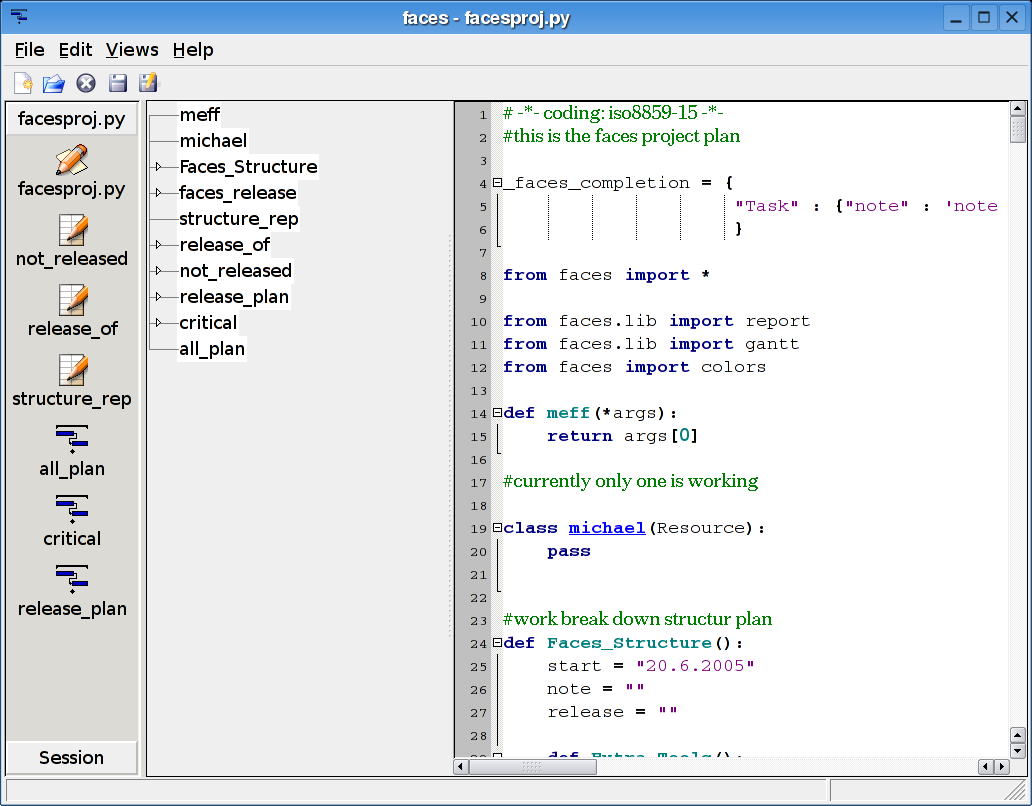 faces - facesproj.py
File Edit Views Help
facesproj.py
facesproj.py
not_released
release_of
structure_rep
all_plan
critical
release_plan
Session
meff
michael
Faces_Structure
faces_release
structure_rep
release_of
not_released
release_plan
critical
all_plan
1 # -*- coding: iso8859-15 -*-
2 #this is the faces project plan
3
4 _faces_completion = {
5 "Task" : {"note" : 'note
6 }
7
8 from faces import *
9
10 from faces.lib import report
11 from faces.lib import gantt
12 from faces import colors
13
14 def meff(*args):
15 return args[0]
16
17 #currently only one is working
18
19 class michael(Resource):
20 pass
21
22
23 #work break down structur plan
24 def Faces_Structure():
25 start = "20.6.2005"
26 note = ""
27 release = ""
28
def Extra_Tools():